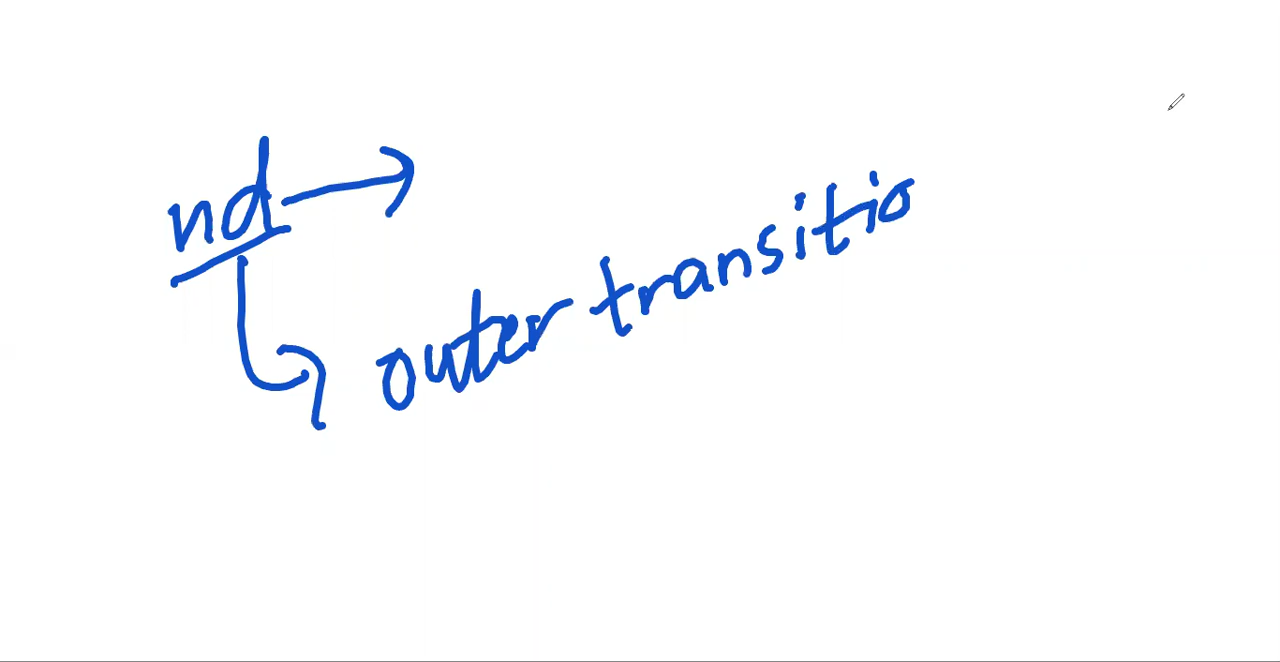 nd →
outer transitio